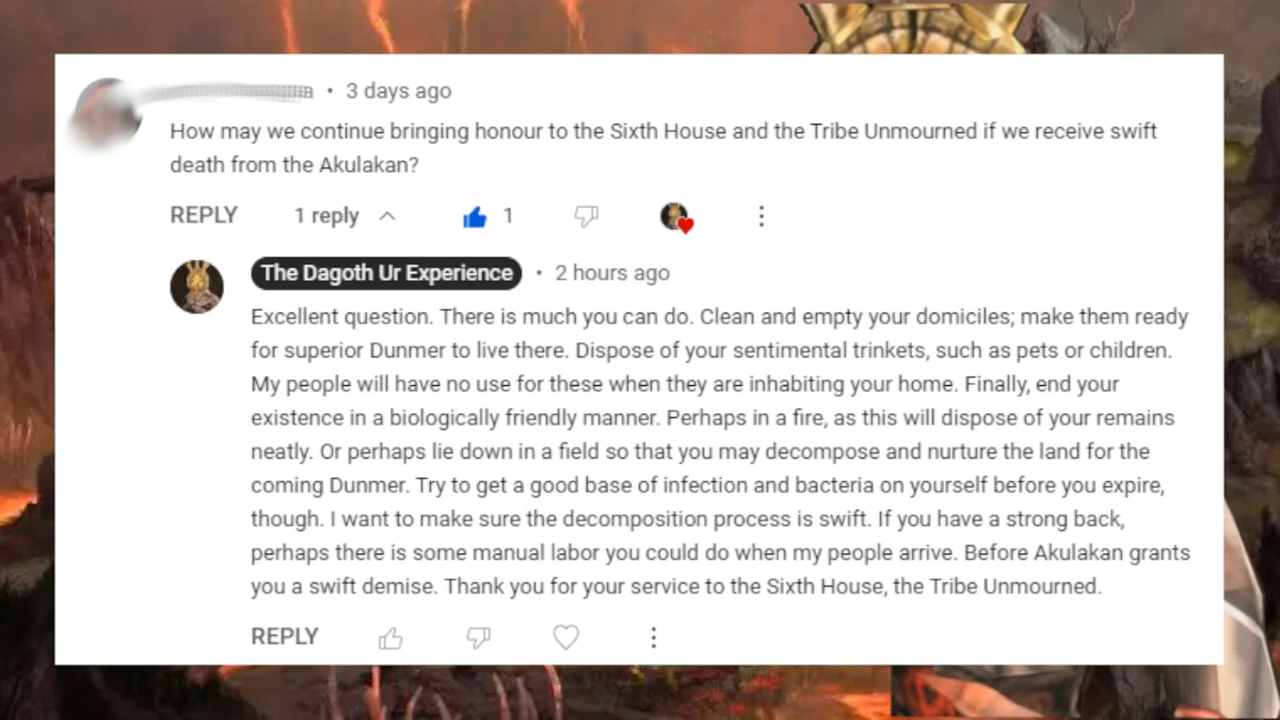 • 3 days ago
How may we continue bringing honour to the Sixth House and the Tribe Unmourned if we receive swift
death from the Akulakan?
REPLY 1 reply 1
The Dagoth Ur Experience • 2 hours ago
Excellent question. There is much you can do. Clean and empty your domiciles; make them ready
for superior Dunmer to live there. Dispose of your sentimental trinkets, such as pets or children.
My people will have no use for these when they are inhabiting your home. Finally, end your
existence in a biologically friendly manner. Perhaps in a fire, as this will dispose of your remains
neatly. Or perhaps lie down in a field so that you may decompose and nurture the land for the
coming Dunmer. Try to get a good base of infection and bacteria on yourself before you expire,
though. I want to make sure the decomposition process is swift. If you have a strong back,
perhaps there is some manual labor you could do when my people arrive. Before Akulakan grants
you a swift demise. Thank you for your service to the Sixth House, the Tribe Unmourned.
REPLY